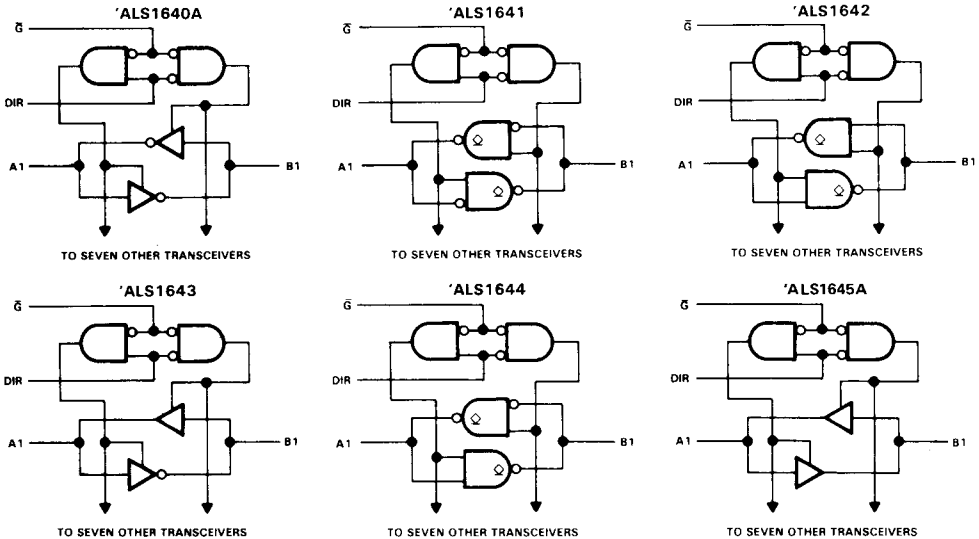 'ALS1640A
Ḡ
DIR
A1
B1
TO SEVEN OTHER TRANSCEIVERS
'ALS1641
Ḡ
DIR
A1
B1
TO SEVEN OTHER TRANSCEIVERS
'ALS1642
Ḡ
DIR
A1
B1
TO SEVEN OTHER TRANSCEIVERS
'ALS1643
Ḡ
DIR
A1
B1
TO SEVEN OTHER TRANSCEIVERS
'ALS1644
Ḡ
DIR
A1
B1
TO SEVEN OTHER TRANSCEIVERS
'ALS1645A
Ḡ
DIR
A1
B1
TO SEVEN OTHER TRANSCEIVERS